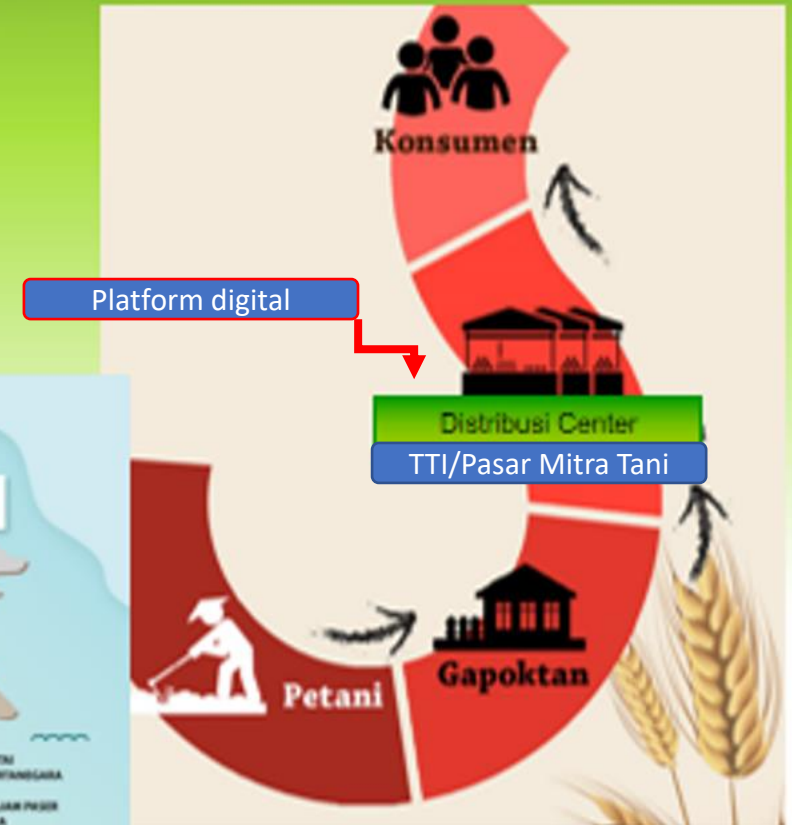 Konsumen
Platform digital
Distribusi Center
TTI/Pasar Mitra Tani
Gapoktan
Petani